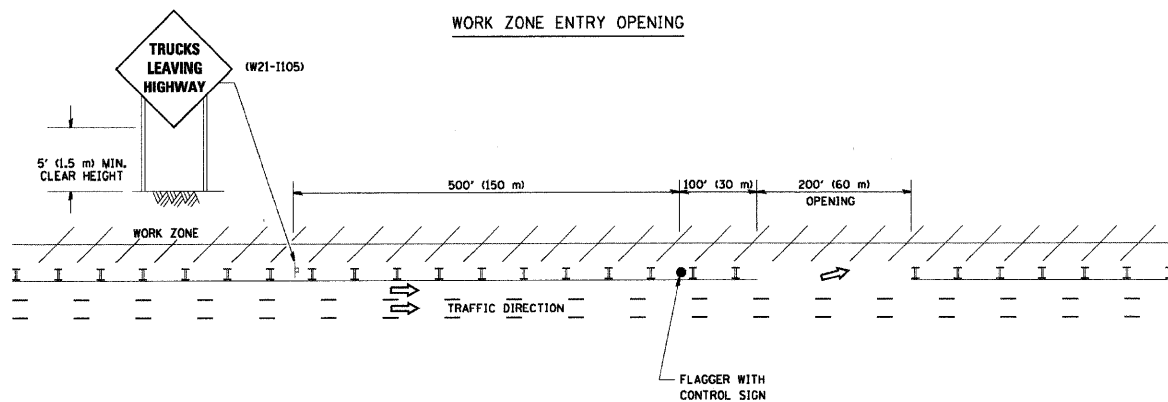 WORK ZONE ENTRY OPENING
TRUCKS
LEAVING
HIGHWAY
(W21-I105)
5' (1.5 m) MIN.
CLEAR HEIGHT
500' (150 m)
100' (30 m)
200' (60 m)
OPENING
WORK ZONE
TRAFFIC DIRECTION
FLAGGER WITH
CONTROL SIGN